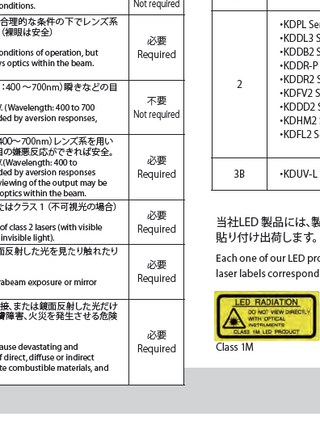 nditions.
Not required
合理的な条件の下でレンズ系
（裸眼は安全）
onditions of operation, but
s optics within the beam.
必要
Required
：400～700nm）瞬きなどの目
(Wavelength: 400 to 700
ded by aversion responses,
不要
Not required
400～700nm）レンズ系を用い
目の嫌悪反応ができれば安全。
(Wavelength: 400 to
ded by aversion responses
viewing of the output may be
optics within the beam.
必要
Required
たはクラス1（不可視光の場合）
of class 2 lasers (with visible
invisible light).
必要
Required
面反射した光を見たり触れたり
rabeam exposure or mirror
必要
Required
接、または鏡面反射した光だけ
障害、火災を発生させる危険
ause devastating and
f direct, diffuse or indirect
te combustible materials, and
必要
Required
2
•KDPL Se
•KDDL3 S
•KDDB2 S
•KDDR-P
•KDDR2 S
•KDFV2 S
•KDDD2 S
•KDHM2 S
•KDFL2 S
3B
•KDUV-L
当社LED 製品には、製
貼り付け出荷します。
Each one of our LED pro
laser labels correspond
LED RADIATION
DO NOT VIEW DIRECTLY
WITH OPTICAL
INSTRUMENTS
CLASS 1M LED PRODUCT
Class 1M